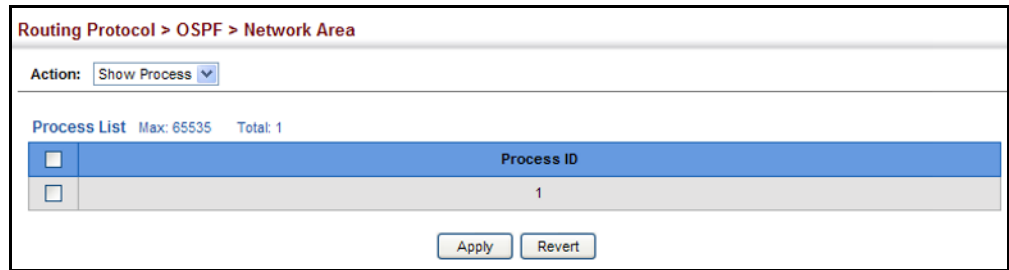 Routing Protocol > OSPF > Network Area
Action: Show Process
Process List Max: 65535 Total: 1
Process ID
1
Apply Revert